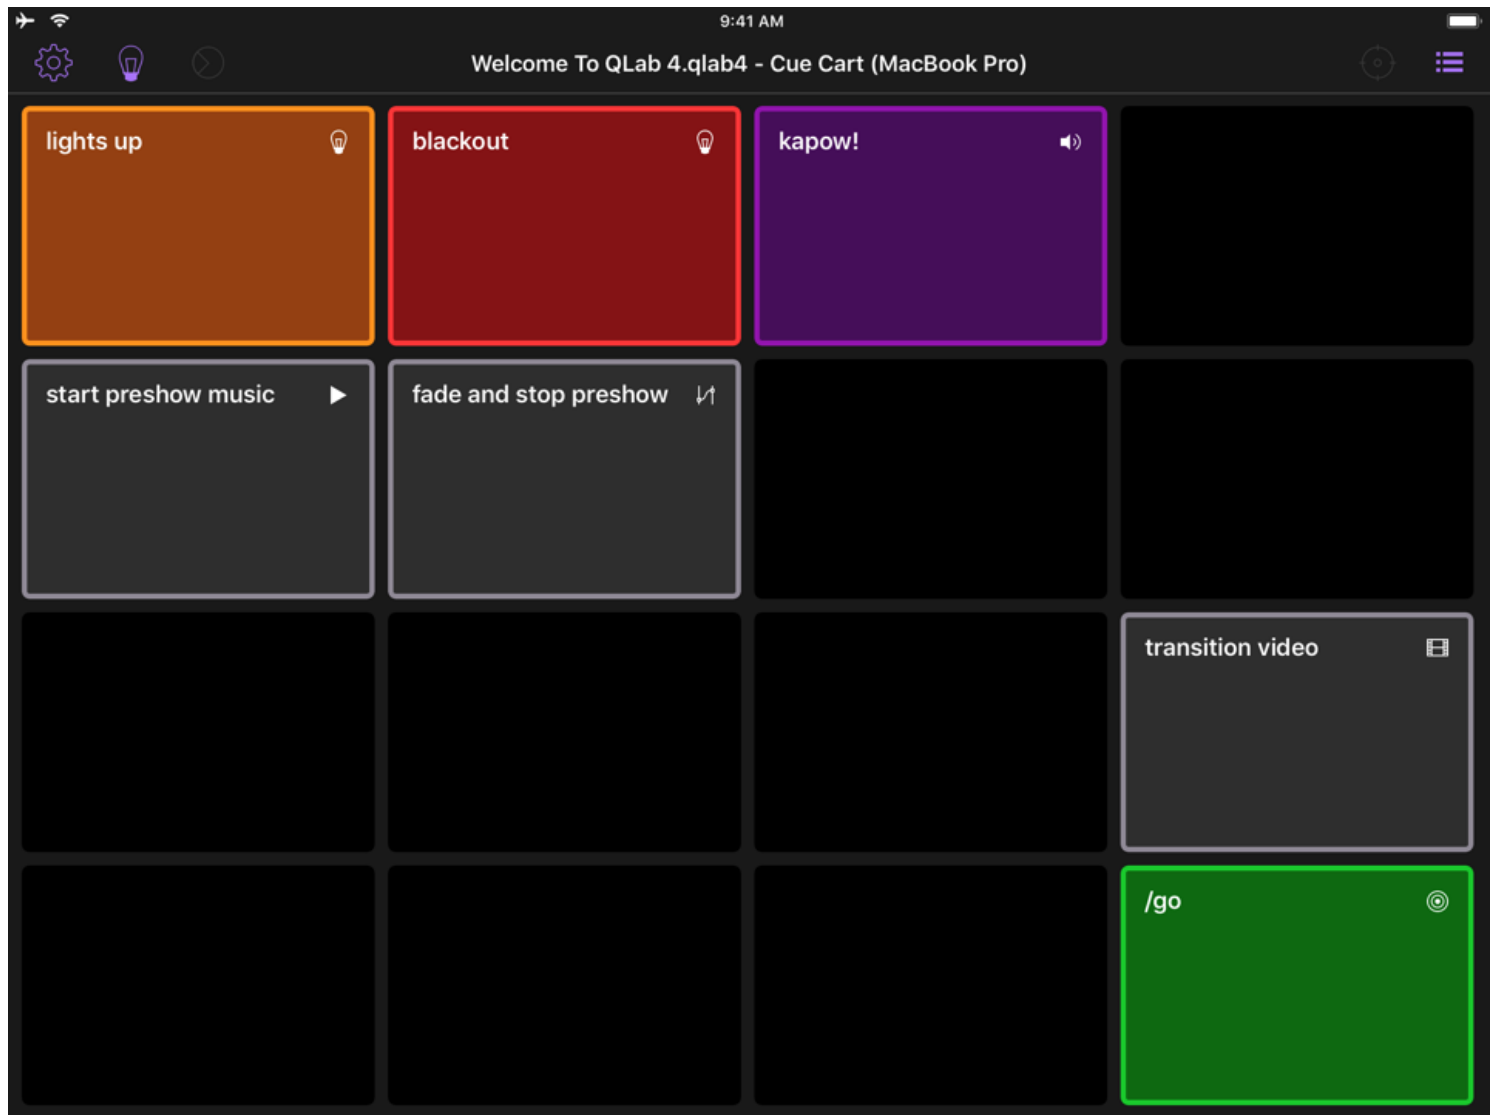 9:41 AM
Welcome To QLab 4.qlab4 - Cue Cart (MacBook Pro)
lights up
blackout
kapow!
start preshow music
fade and stop preshow
transition video
/go